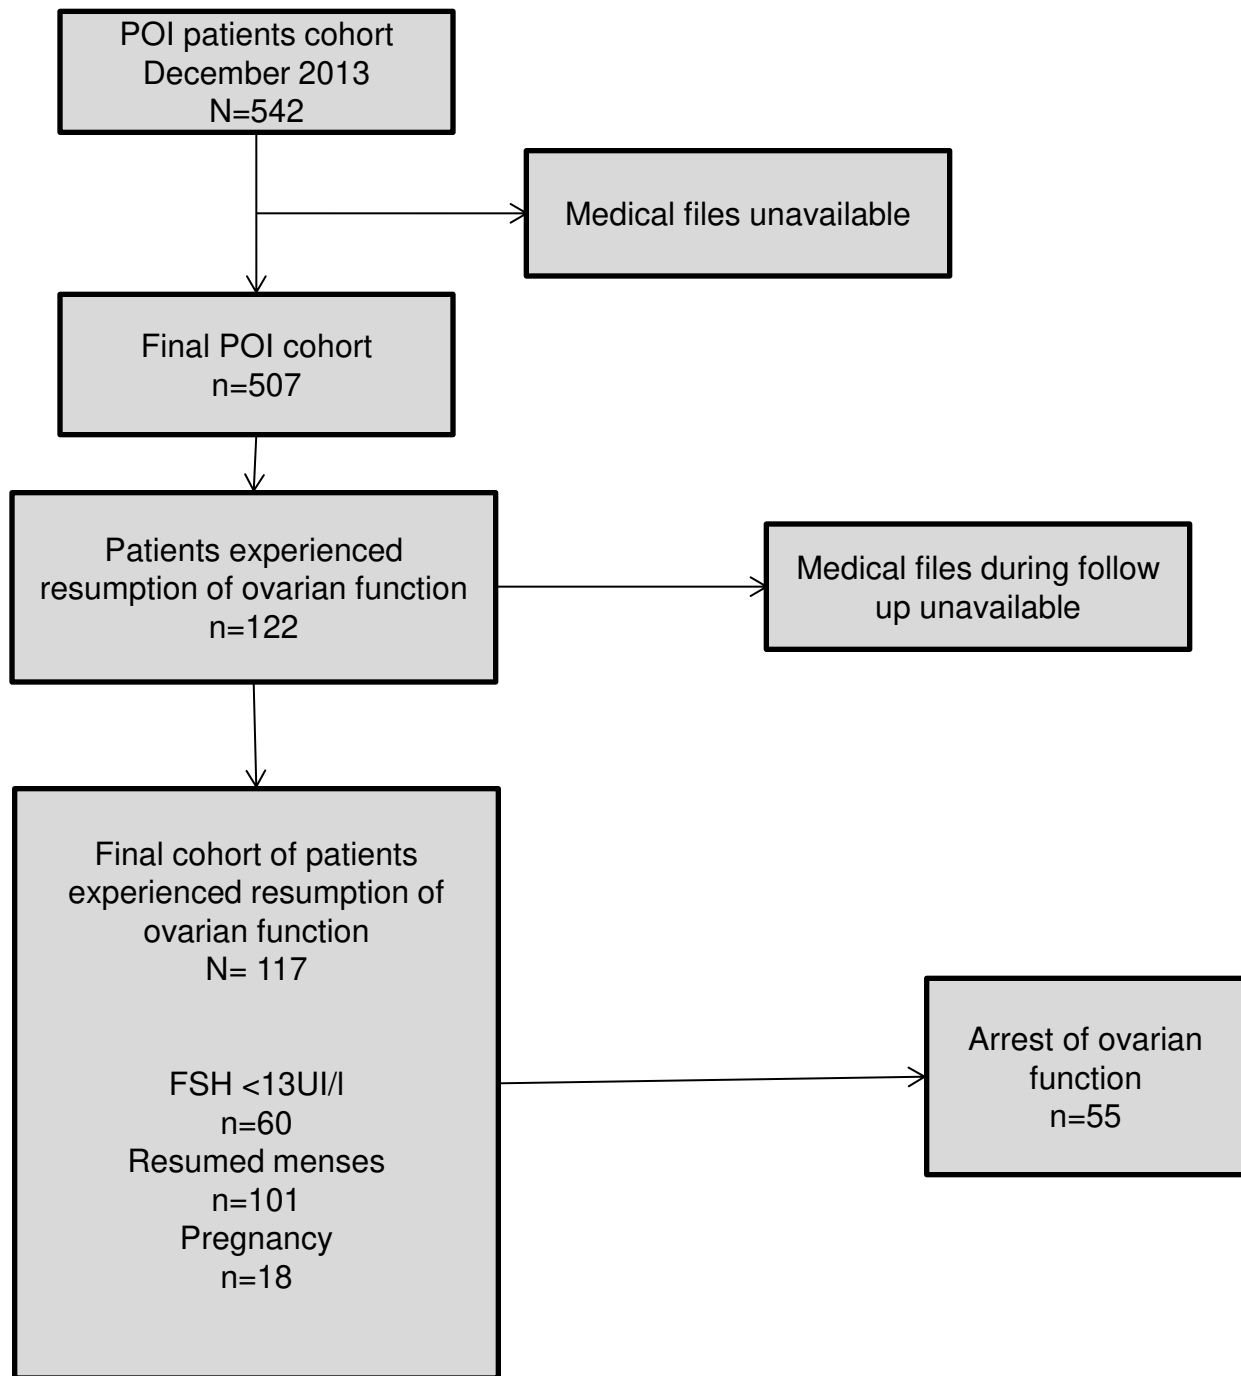 POI patients cohort
December 2013
N=542
Medical files unavailable
Final POI cohort
n=507
Patients experienced
resumption of ovarian function
n=122
Medical files during follow
up unavailable
Final cohort of patients
experienced resumption of
ovarian function
N= 117
FSH <13UI/l
n=60
Resumed menses
n=101
Pregnancy
n=18
Arrest of ovarian
function
n=55